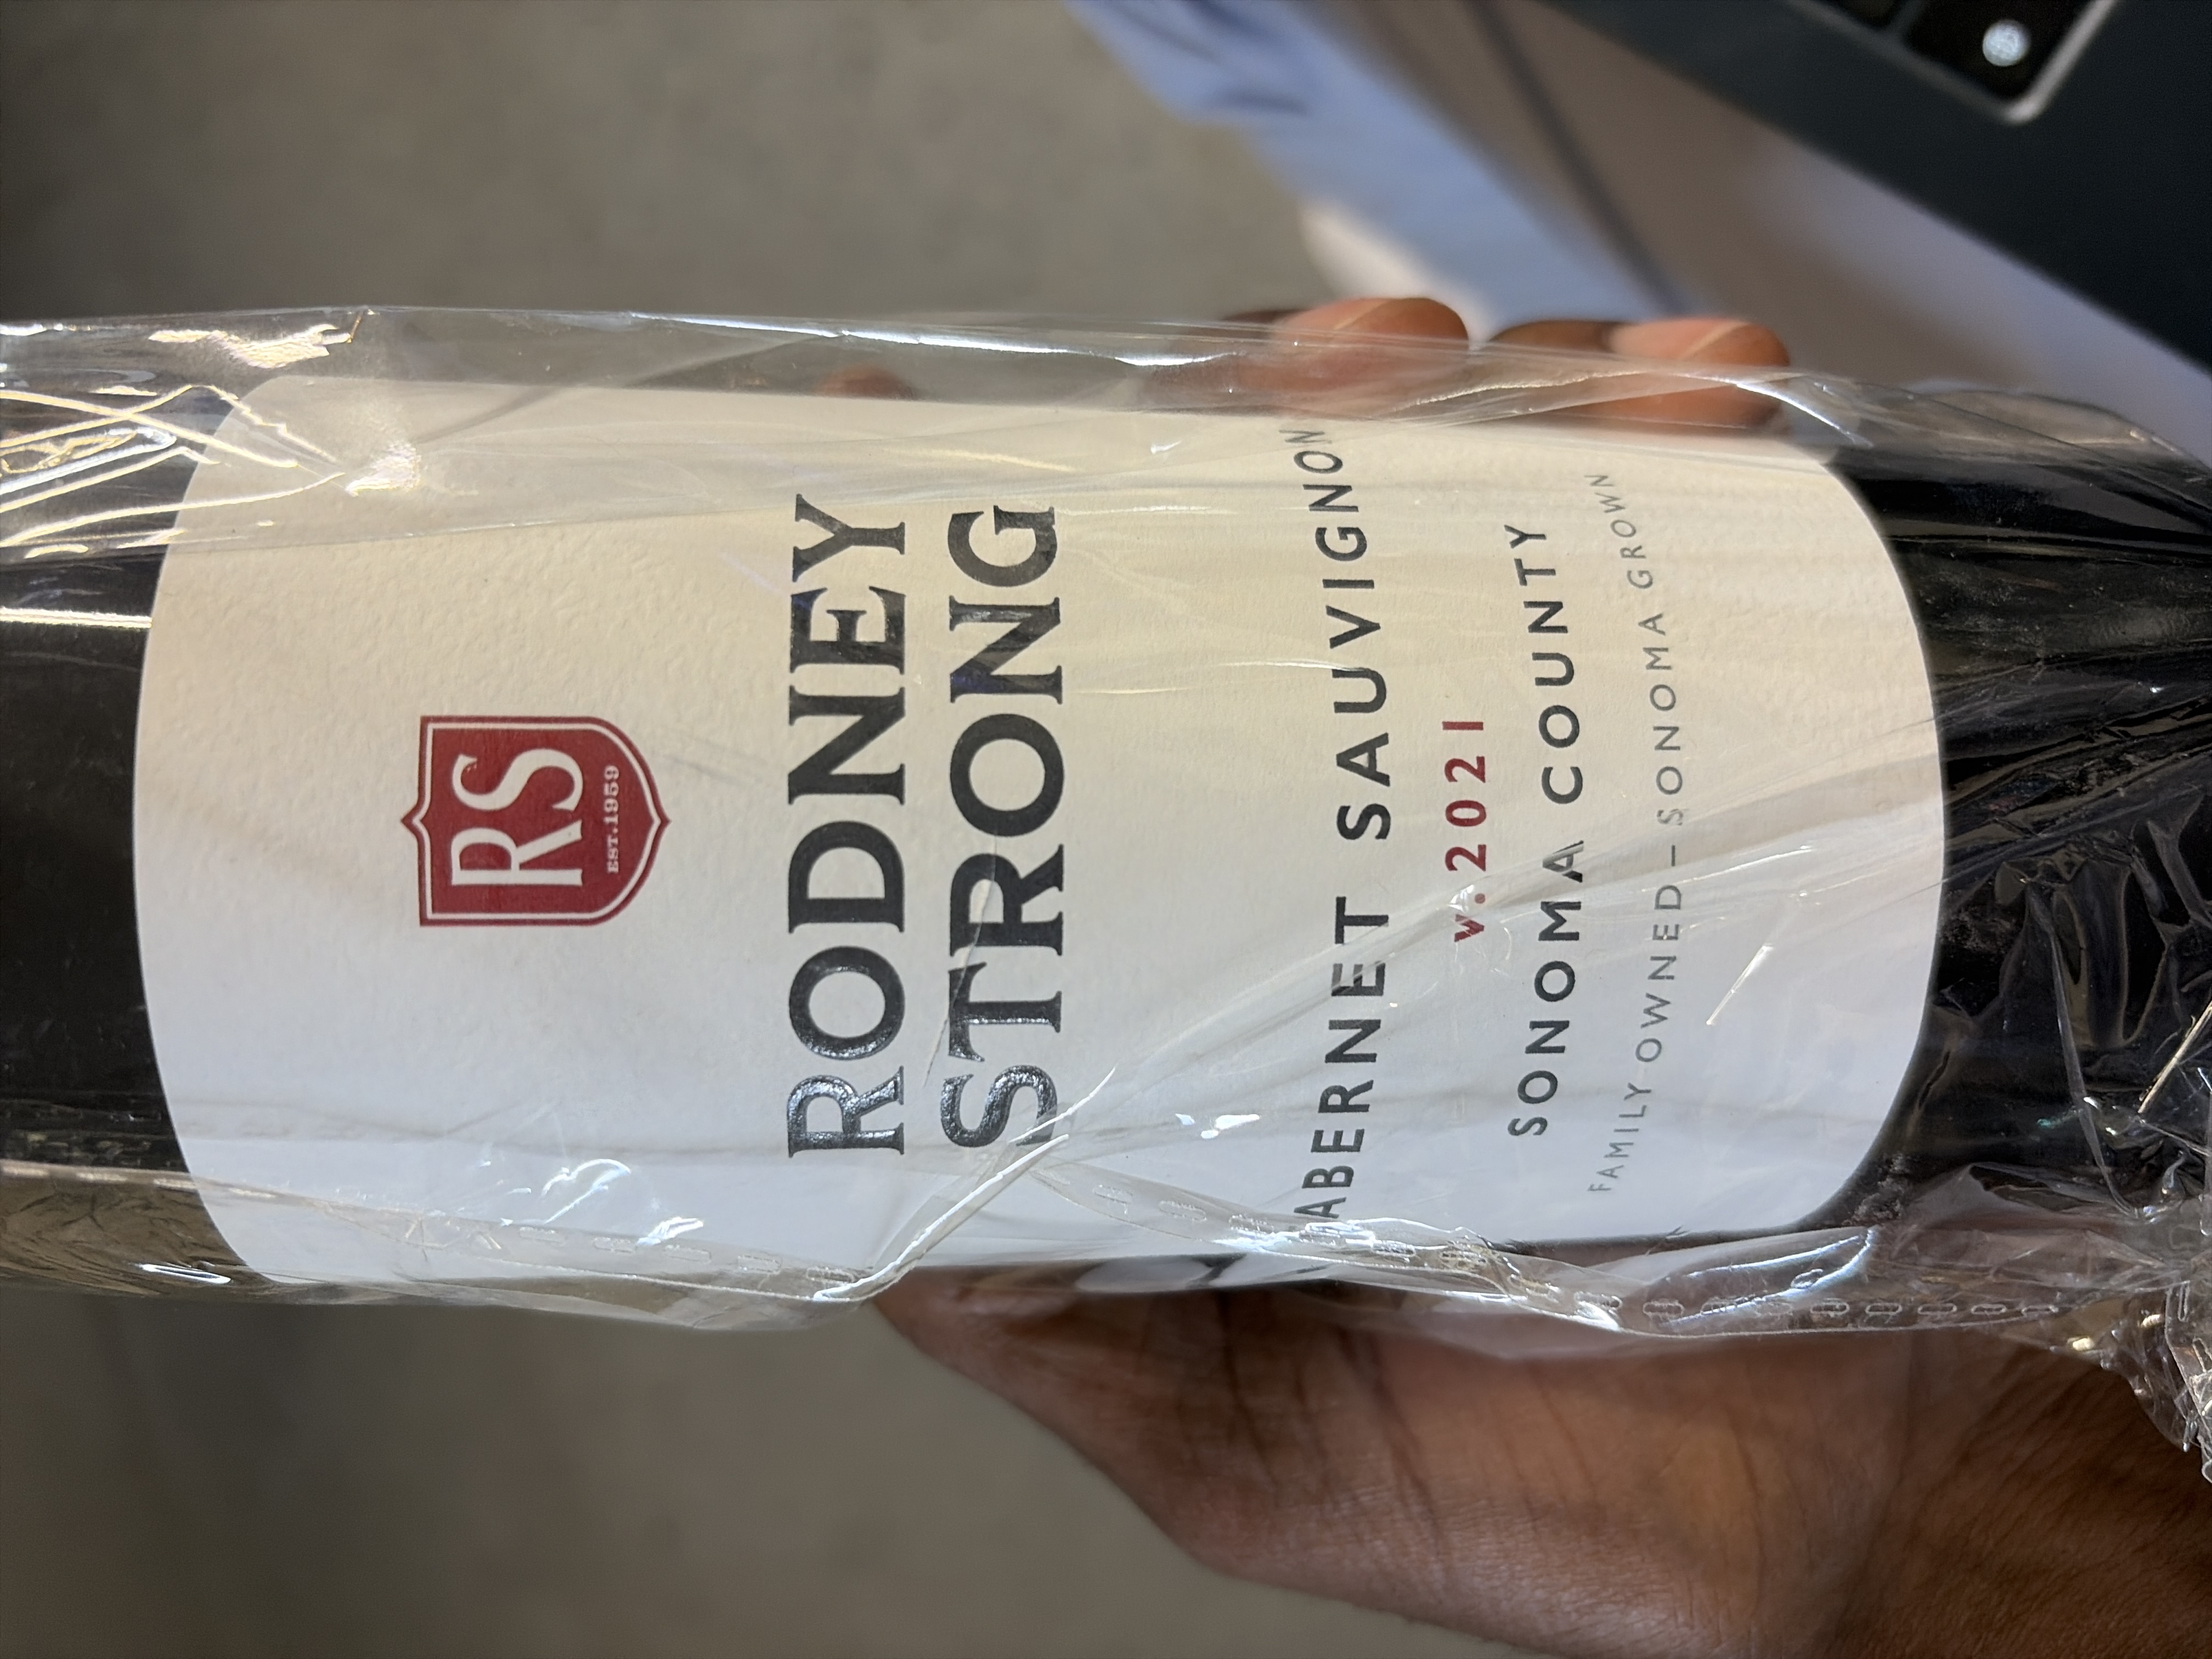 RS
EST.1959
RODNEY
STRONG
ABERNET SAUVIGNON
v.2021
SONOMA COUNTY
FAMILY OWNED–SONOMA GROWN